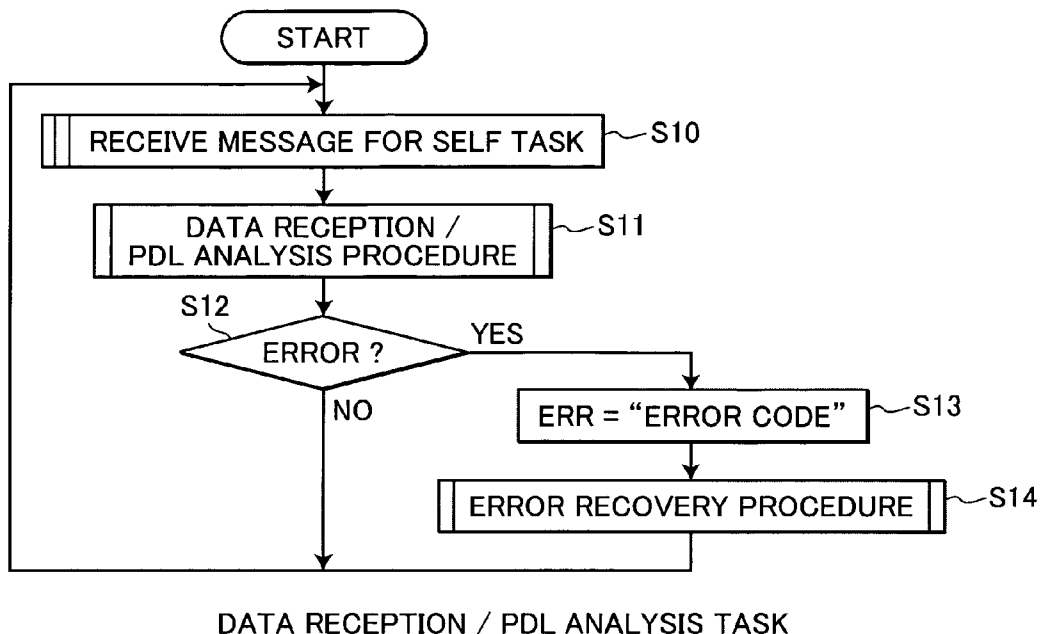 START
RECEIVE MESSAGE FOR SELF TASK
S10
DATA RECEPTION /
PDL ANALYSIS PROCEDURE
S11
S12
ERROR ?
YES
NO
ERR = “ERROR CODE”
S13
ERROR RECOVERY PROCEDURE
S14
DATA RECEPTION / PDL ANALYSIS TASK